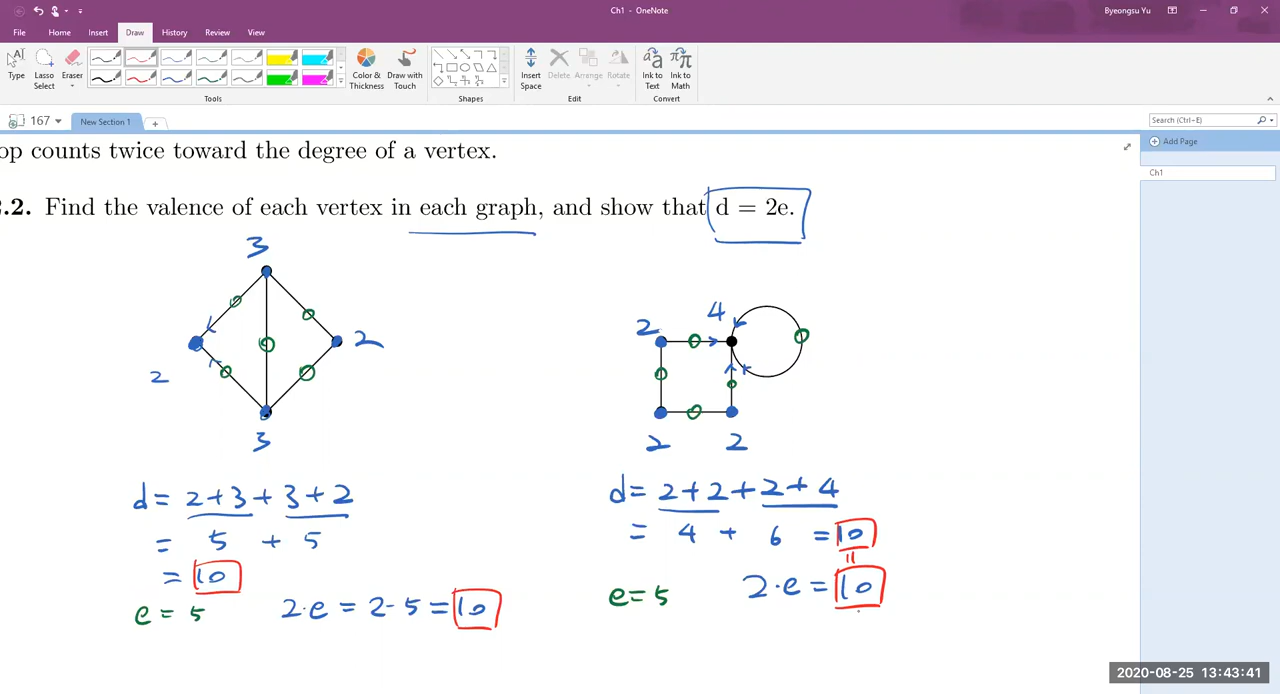 Ch1 - OneNote
Byeongsu Yu
File
Home
Insert
Draw
History
Review
View
Type
Lasso Select
Eraser
Color & Thickness
Draw with Touch
Insert Space
Delete
Arrange
Rotate
Ink to Text
Ink to Math
Tools
Shapes
Edit
Convert
167
New Section 1
Search (Ctrl+E)
Add Page
Ch1
op counts twice toward the degree of a vertex.
2.2. Find the valence of each vertex in each graph, and show that d = 2e.
3
2
2
3
d = 2 + 3 + 3 + 2
= 5 + 5
= 10
e = 5
2·e = 2·5 = 10
4
2
2
2
d = 2 + 2 + 2 + 4
= 4 + 6 = 10
=
e = 5
2·e = 10
2020-08-25 13:43:41